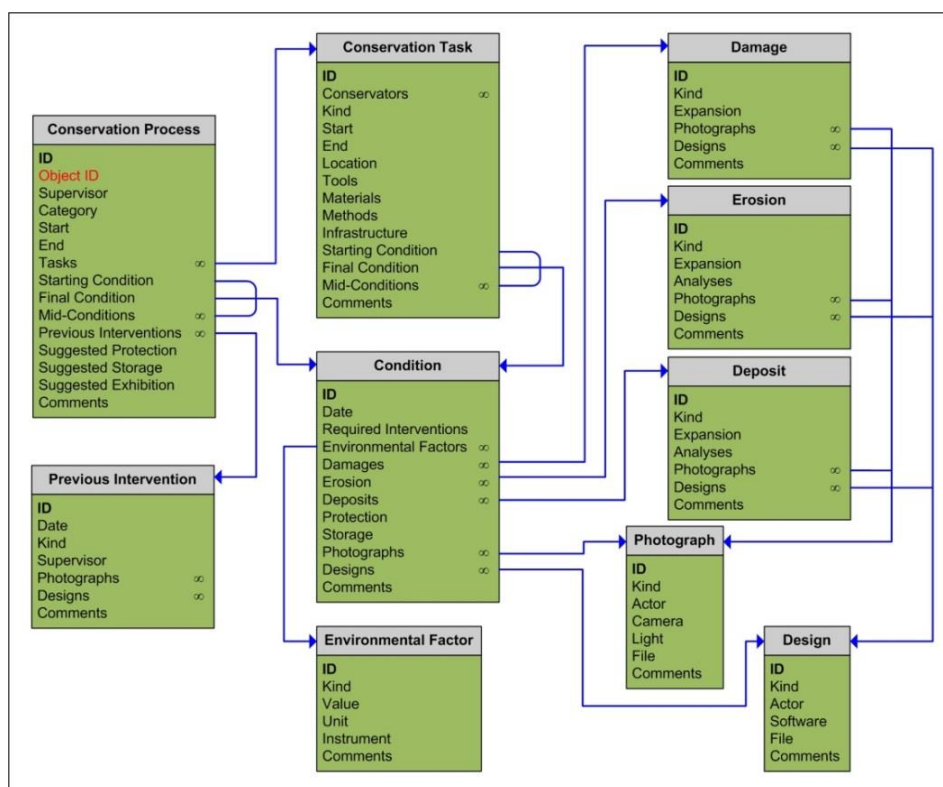 Conservation Process
ID
Object ID
Supervisor
Category
Start
End
Tasks ∞
Starting Condition
Final Condition
Mid-Conditions ∞
Previous Interventions ∞
Suggested Protection
Suggested Storage
Suggested Exhibition
Comments
Previous Intervention
ID
Date
Kind
Supervisor
Photographs ∞
Designs ∞
Comments
Conservation Task
ID
Conservators ∞
Kind
Start
End
Location
Tools
Materials
Methods
Infrastructure
Starting Condition
Final Condition
Mid-Conditions ∞
Comments
Condition
ID
Date
Required Interventions
Environmental Factors ∞
Damages ∞
Erosion ∞
Deposits ∞
Protection
Storage
Photographs ∞
Designs ∞
Comments
Environmental Factor
ID
Kind
Value
Unit
Instrument
Comments
Damage
ID
Kind
Expansion
Photographs ∞
Designs ∞
Comments
Erosion
ID
Kind
Expansion
Analyses
Photographs ∞
Designs ∞
Comments
Deposit
ID
Kind
Expansion
Analyses
Photographs ∞
Designs ∞
Comments
Photograph
ID
Kind
Actor
Camera
Light
File
Comments
Design
ID
Kind
Actor
Software
File
Comments